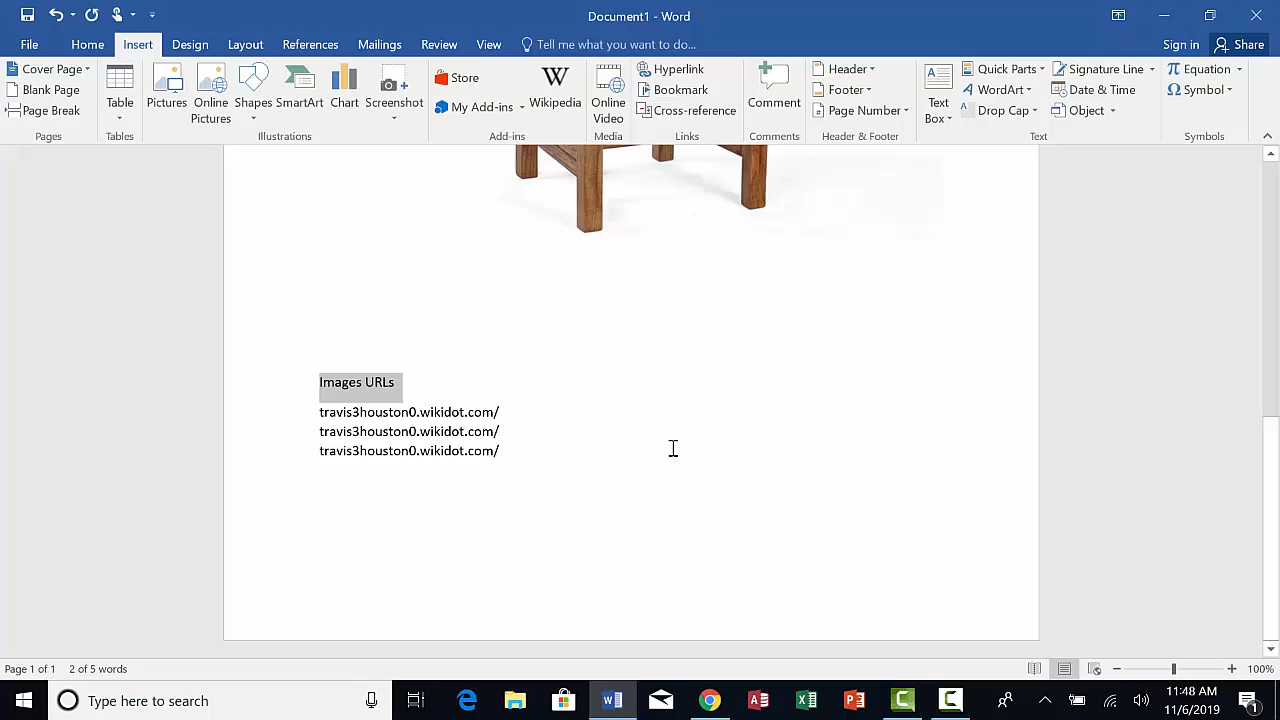 Document1 - Word
File Home Insert Design Layout References Mailings Review View Tell me what you want to do... Sign in Share
Cover Page
Blank Page
Page Break
Pages
Table
Tables
Pictures
Online Pictures
Shapes
SmartArt
Chart
Screenshot
Illustrations
Store
My Add-ins
W
Wikipedia
Add-ins
Online Video
Media
Hyperlink
Bookmark
Cross-reference
Links
Comment
Comments
Header
Footer
Page Number
Header & Footer
Text Box
Quick Parts
WordArt
Drop Cap
Signature Line
Date & Time
Object
Text
Equation
Symbol
Symbols
Images URLs
travis3houston0.wikidot.com/
travis3houston0.wikidot.com/
travis3houston0.wikidot.com/
Page 1 of 1 2 of 5 words 100%
Type here to search
11:48 AM
11/6/2019
1